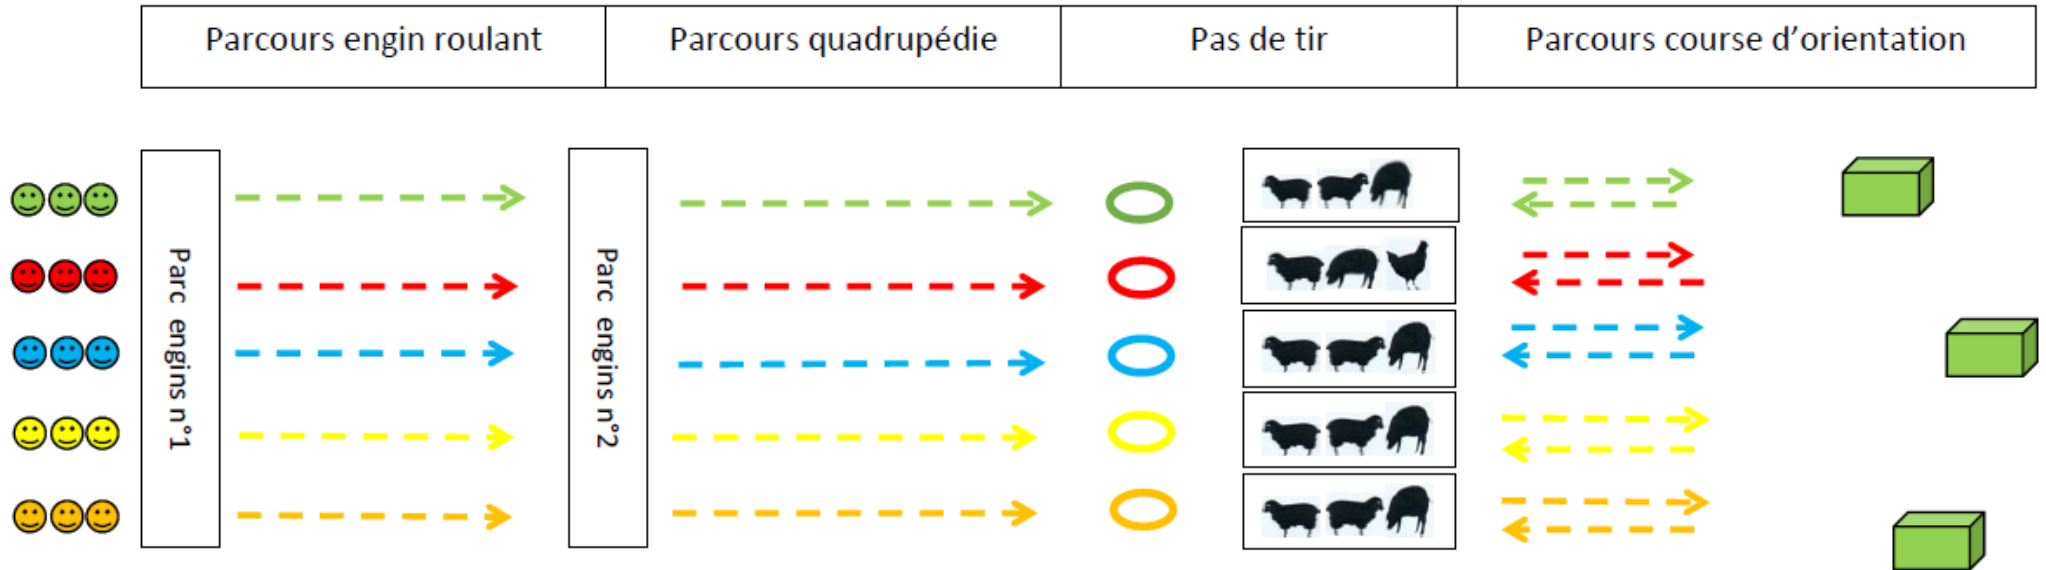 Parcours engin roulant
Parcours quadrupédie
Pas de tir
Parcours course d'orientation
Parc engins n°1
Parc engins n°2